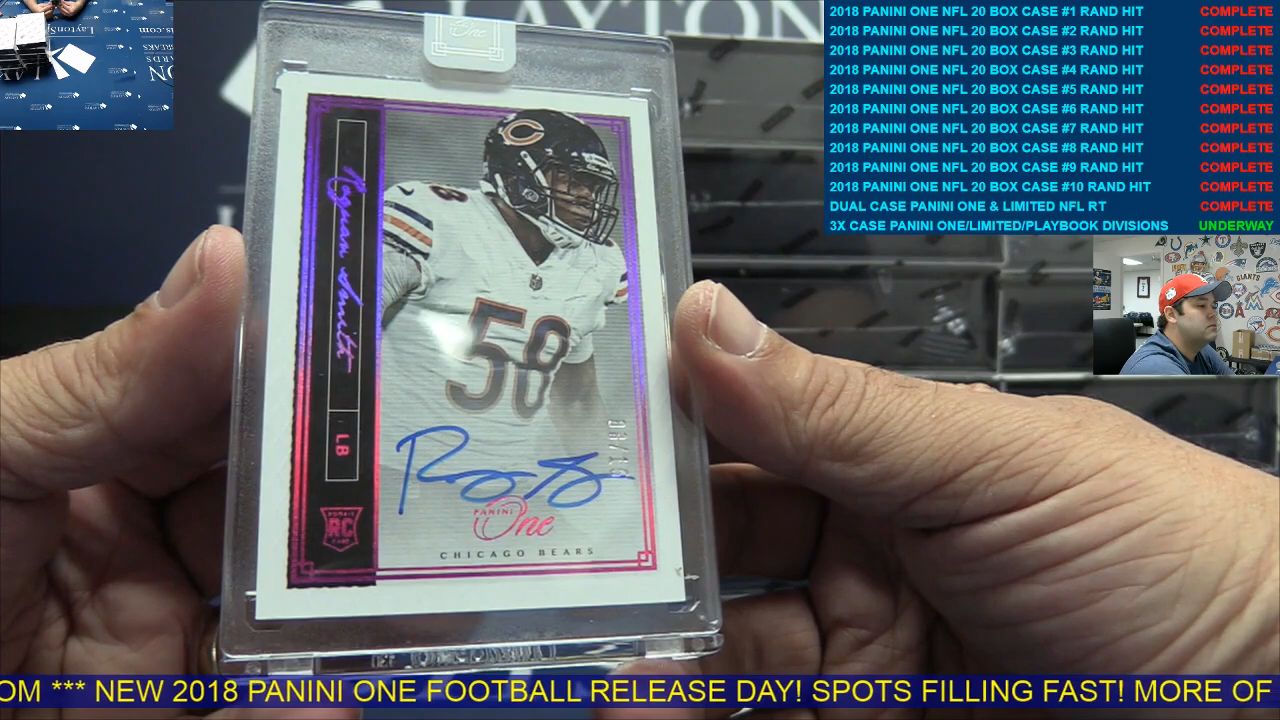 LAYTON
2018 PANINI ONE NFL 20 BOX CASE #1 RAND HIT COMPLETE
2018 PANINI ONE NFL 20 BOX CASE #2 RAND HIT COMPLETE
2018 PANINI ONE NFL 20 BOX CASE #3 RAND HIT COMPLETE
2018 PANINI ONE NFL 20 BOX CASE #4 RAND HIT COMPLETE
2018 PANINI ONE NFL 20 BOX CASE #5 RAND HIT COMPLETE
2018 PANINI ONE NFL 20 BOX CASE #6 RAND HIT COMPLETE
2018 PANINI ONE NFL 20 BOX CASE #7 RAND HIT COMPLETE
2018 PANINI ONE NFL 20 BOX CASE #8 RAND HIT COMPLETE
2018 PANINI ONE NFL 20 BOX CASE #9 RAND HIT COMPLETE
2018 PANINI ONE NFL 20 BOX CASE #10 RAND HIT COMPLETE
DUAL CASE PANINI ONE & LIMITED NFL RT COMPLETE
3X CASE PANINI ONE/LIMITED/PLAYBOOK DIVISIONS UNDERWAY
One
Roquan Smith
LB
RC
58
58
PANINI
One
CHICAGO BEARS
GIANTS
OM *** NEW 2018 PANINI ONE FOOTBALL RELEASE DAY! SPOTS FILLING FAST! MORE OF